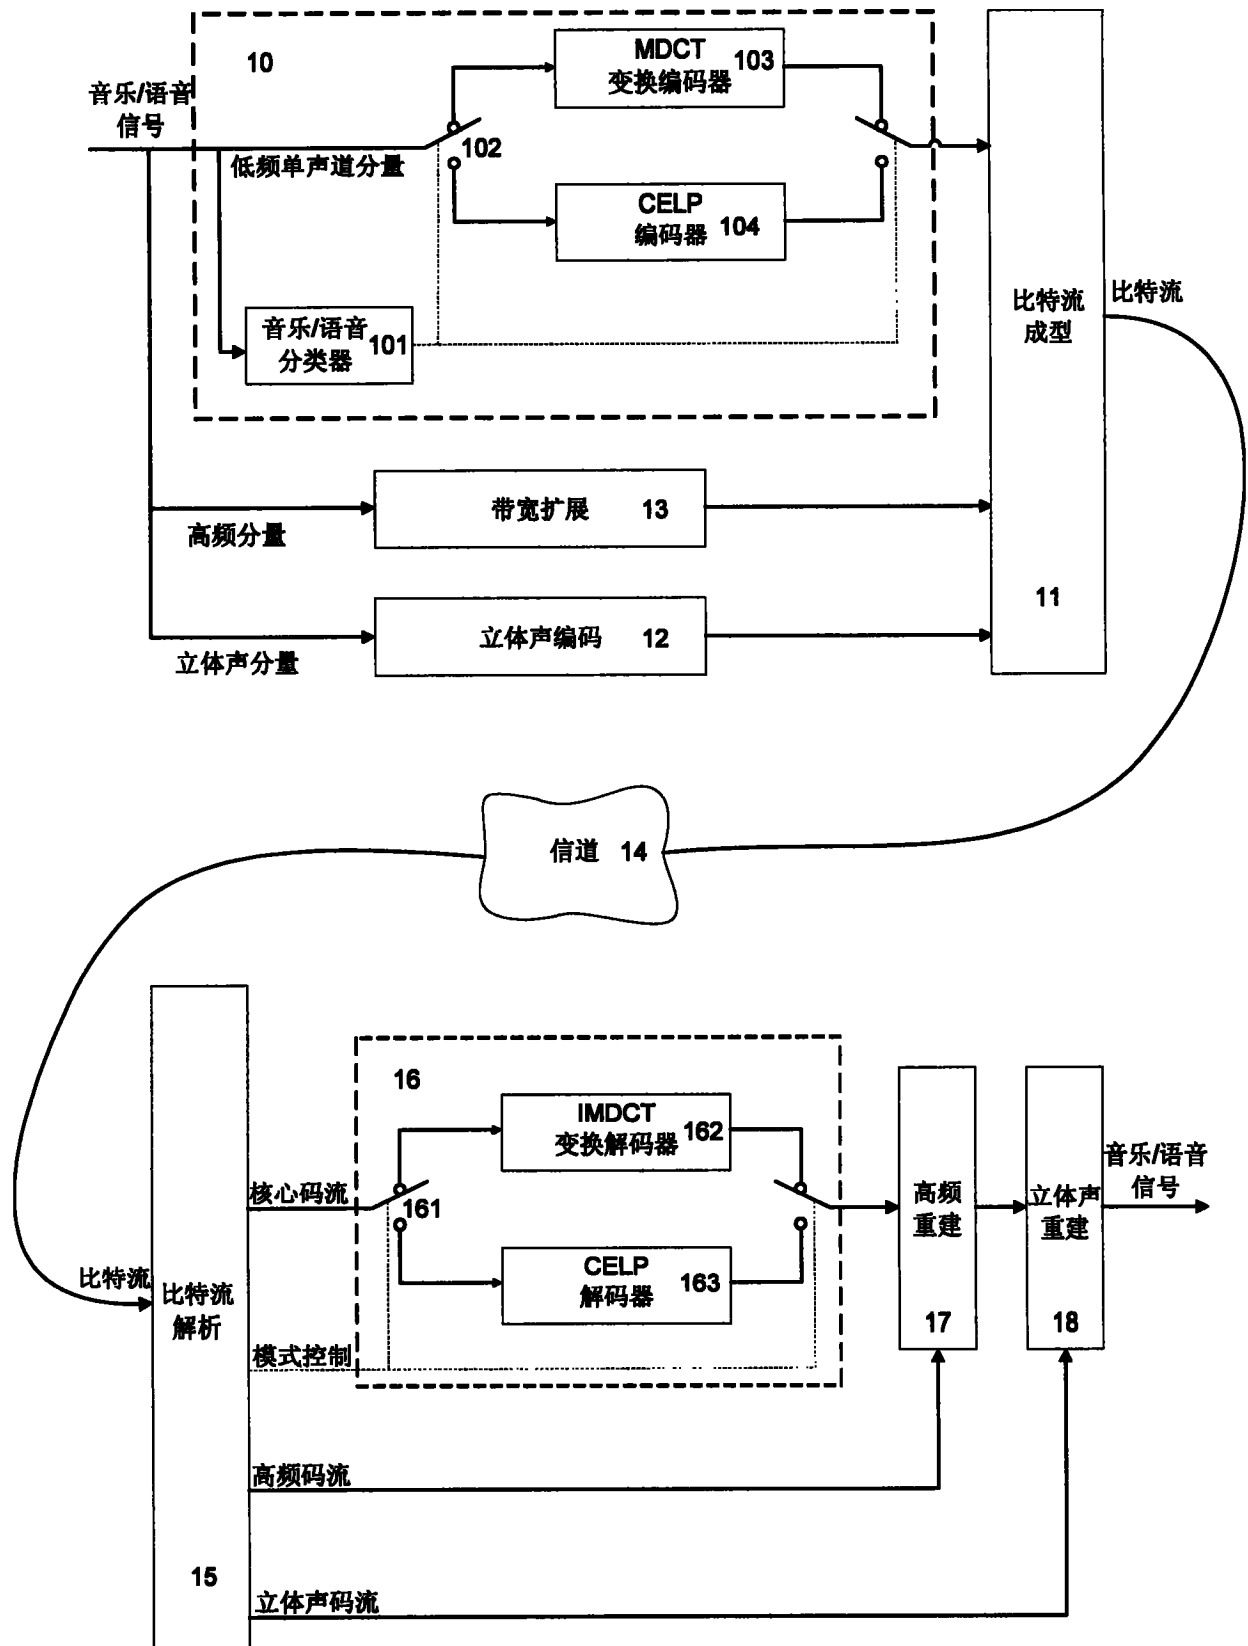 10
MDCT
变换编码器
103
音乐/语音
信号
低频单声道分量
102
CELP
编码器
104
音乐/语音
分类器
101
比特流
成型
11
比特流
带宽扩展
13
高频分量
立体声编码
12
立体声分量
信道
14
16
IMDCT
变换解码器
162
核心码流
161
CELP
解码器
163
高频
重建
17
立体声
重建
18
音乐/语音
信号
比特流
比特流
解析
15
模式控制
高频码流
立体声码流